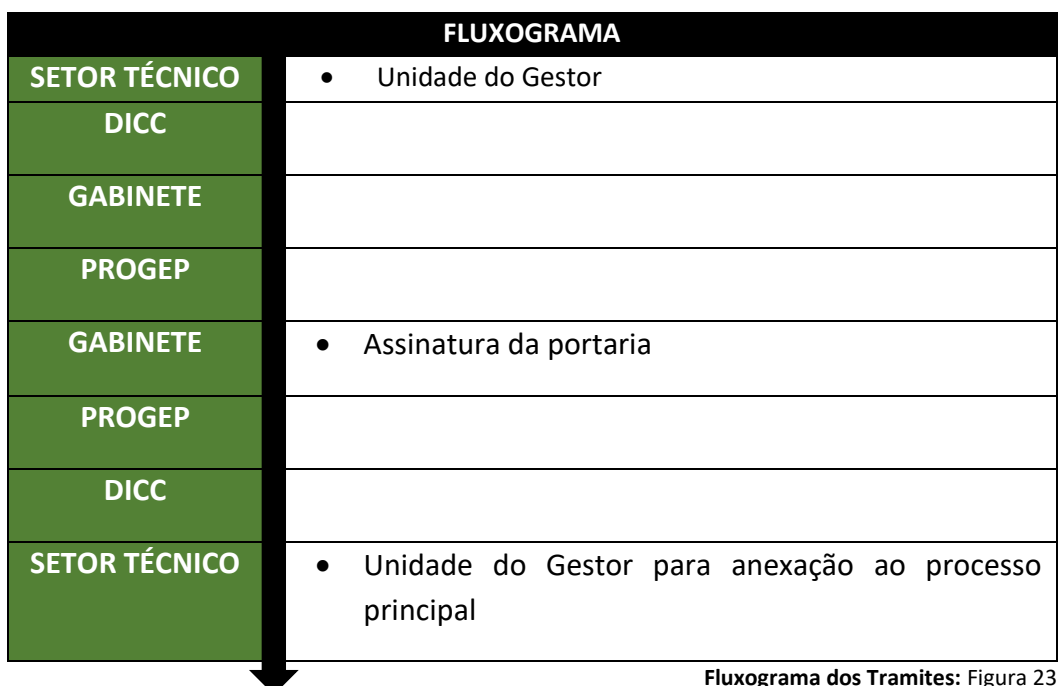 FLUXOGRAMA
SETOR TÉCNICO • Unidade do Gestor
DICC
GABINETE
PROGEP
GABINETE • Assinatura da portaria
PROGEP
DICC
SETOR TÉCNICO • Unidade do Gestor para anexação ao processo
principal
Fluxograma dos Tramites: Figura 23